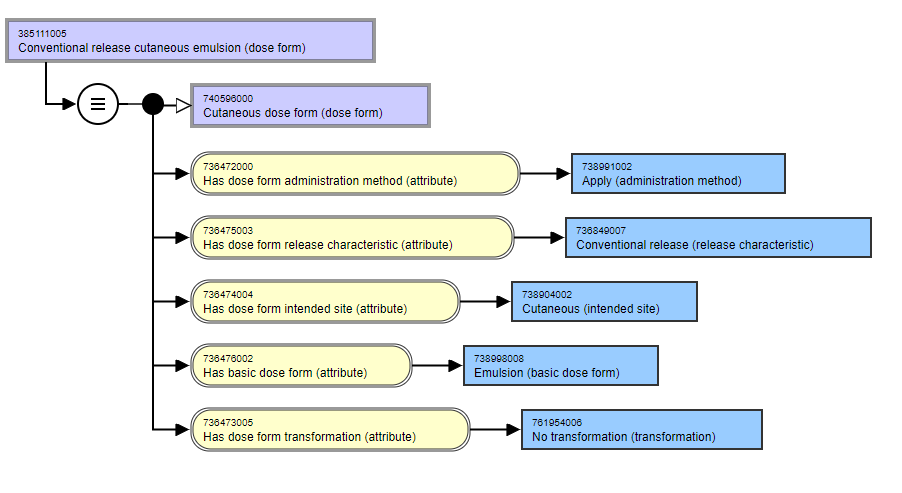 385111005
Conventional release cutaneous emulsion (dose form)
740596000
Cutaneous dose form (dose form)
736472000
Has dose form administration method (attribute)
738991002
Apply (administration method)
736475003
Has dose form release characteristic (attribute)
736849007
Conventional release (release characteristic)
736474004
Has dose form intended site (attribute)
738904002
Cutaneous (intended site)
736476002
Has basic dose form (attribute)
738998008
Emulsion (basic dose form)
736473005
Has dose form transformation (attribute)
761954006
No transformation (transformation)